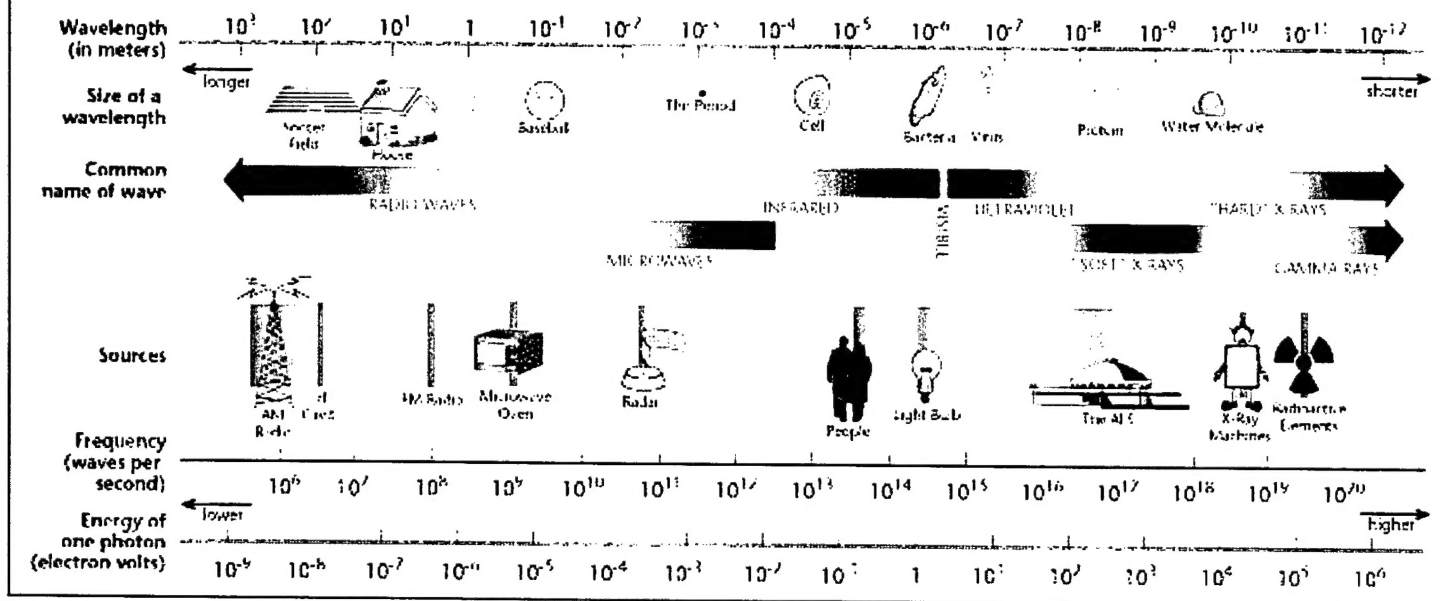 Wavelength
(in meters)
10³ 10² 10¹ 1 10⁻¹ 10⁻² 10⁻³ 10⁻⁴ 10⁻⁵ 10⁻⁶ 10⁻⁷ 10⁻⁸ 10⁻⁹ 10⁻¹⁰ 10⁻¹¹ 10⁻¹²
longer
shorter
Size of a
wavelength
Soccer
Field
House
Baseball
The Period
Cell
Bacteria
Virus
Protein
Water Molecule
Common
name of wave
RADIO WAVES
INFRARED
VISIBLE
ULTRAVIOLET
"HARD" X RAYS
MICROWAVES
"SOFT" X RAYS
GAMMA RAYS
Sources
AM
Radio
FM Radio
Microwave
Oven
Radar
People
Light Bulb
The ALS
X-Ray
Machines
Radioactive
Elements
Frequency
(waves per
second)
10⁶ 10⁷ 10⁸ 10⁹ 10¹⁰ 10¹¹ 10¹² 10¹³ 10¹⁴ 10¹⁵ 10¹⁶ 10¹⁷ 10¹⁸ 10¹⁹ 10²⁰
lower
higher
Energy of
one photon
(electron volts)
10⁻⁹ 10⁻⁸ 10⁻⁷ 10⁻⁶ 10⁻⁵ 10⁻⁴ 10⁻³ 10⁻² 10⁻¹ 1 10¹ 10² 10³ 10⁴ 10⁵ 10⁶